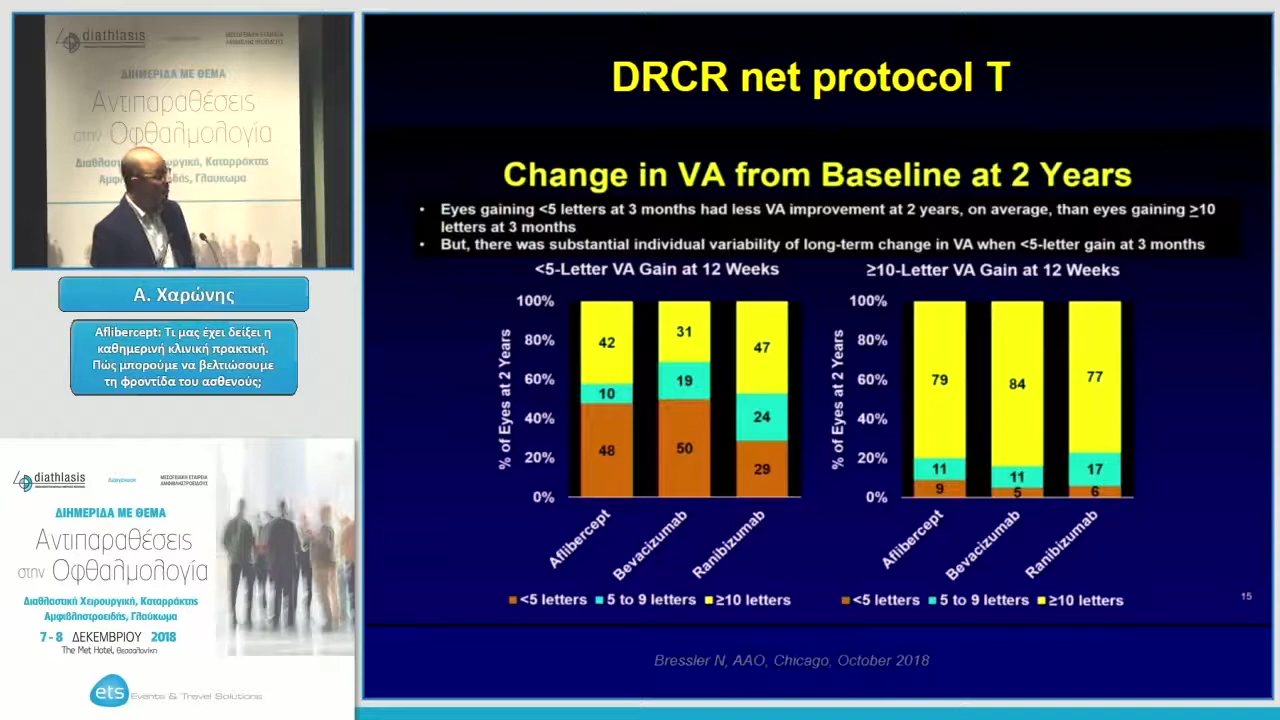 diathlasis
ΜΕΣΟΓΕΙΑΚΗ ΕΤΑΙΡΕΙΑ
ΑΜΦΙΒΛΗΣΤΡΟΕΙΔΟΥΣ
ΔΙΗΜΕΡΙΔΑ ΜΕ ΘΕΜΑ
Αντιπαραθέσεις
στην Οφθαλμολογία
Α. Χαρώνης
Aflibercept: Τι μας έχει δείξει η
καθημερινή κλινική πρακτική.
Πώς μπορούμε να βελτιώσουμε
τη φροντίδα του ασθενούς;
diathlasis
ΜΕΣΟΓΕΙΑΚΗ ΕΤΑΙΡΕΙΑ
ΑΜΦΙΒΛΗΣΤΡΟΕΙΔΟΥΣ
ΔΙΗΜΕΡΙΔΑ ΜΕ ΘΕΜΑ
Αντιπαραθέσεις
στην Οφθαλμολογία
Διαθλαστική Χειρουργική, Καταρράκτης
Αμφιβληστροειδής, Γλαύκωμα
7 - 8 ΔΕΚΕΜΒΡΙΟΥ 2018
The Met Hotel, Θεσσαλονίκη
ets Events & Travel Solutions
DRCR net protocol T
Change in VA from Baseline at 2 Years
• Eyes gaining <5 letters at 3 months had less VA improvement at 2 years, on average, than eyes gaining ≥10
letters at 3 months
• But, there was substantial individual variability of long-term change in VA when <5-letter gain at 3 months
<5-Letter VA Gain at 12 Weeks
% of Eyes at 2 Years
100%
80%
60%
40%
20%
0%
42 31 47
10 19 24
48 50 29
Aflibercept
Bevacizumab
Ranibizumab
<5 letters 5 to 9 letters ≥10 letters
≥10-Letter VA Gain at 12 Weeks
% of Eyes at 2 Years
100%
80%
60%
40%
20%
0%
79 84 77
11 11 17
9 5 6
Aflibercept
Bevacizumab
Ranibizumab
<5 letters 5 to 9 letters ≥10 letters
15
Bressler N, AAO, Chicago, October 2018